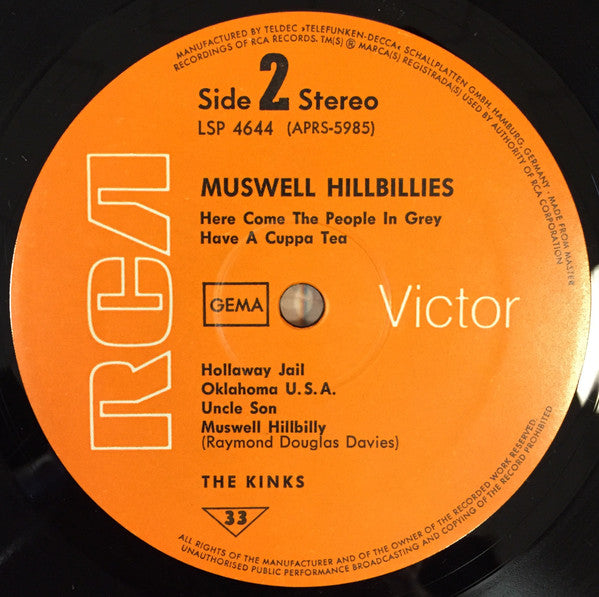 MANUFACTURED BY TELDEC »TELEFUNKEN-DECCA« SCHALLPLATTEN GMBH, HAMBURG, GERMANY · MADE FROM MASTER
RECORDINGS OF RCA RECORDS. TM(S) ® MARCA(S) REGISTRADA(S) USED BY AUTHORITY OF RCA CORPORATION
Side 2 Stereo
LSP 4644 (APRS-5985)
MUSWELL HILLBILLIES
Here Come The People In Grey
Have A Cuppa Tea
RCA
GEMA
Victor
Hollaway Jail
Oklahoma U.S.A.
Uncle Son
Muswell Hillbilly
(Raymond Douglas Davies)
THE KINKS
33
ALL RIGHTS OF THE MANUFACTURER AND OF THE OWNER OF THE RECORDED WORK RESERVED
UNAUTHORISED PUBLIC PERFORMANCE BROADCASTING AND COPYING OF THE RECORD PROHIBITED